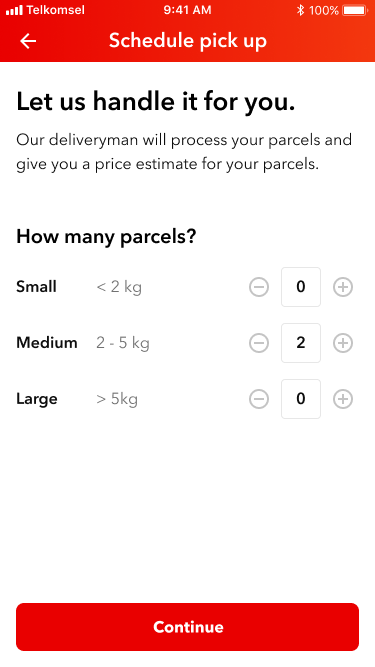 Telkomsel 9:41 AM 100%
Schedule pick up
Let us handle it for you.
Our deliveryman will process your parcels and
give you a price estimate for your parcels.
How many parcels?
Small < 2 kg 0
Medium 2 - 5 kg 2
Large > 5kg 0
Continue